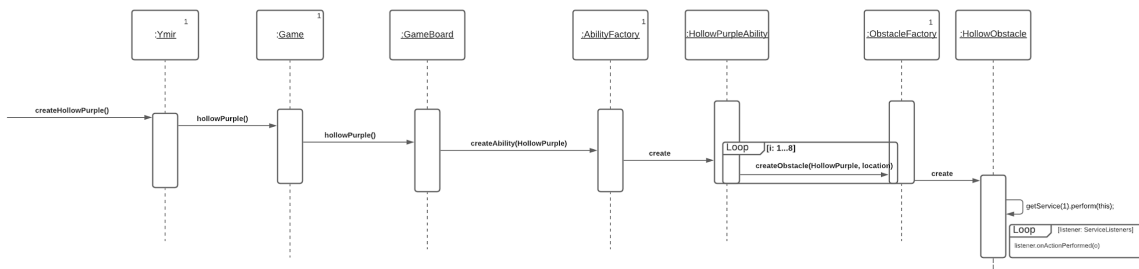 1
:Ymir
1
:Game
:GameBoard
1
:AbilityFactory
:HollowPurpleAbility
1
:ObstacleFactory
:HollowObstacle
createHollowPurple()
hollowPurple()
hollowPurple()
createAbility(HollowPurple)
create
Loop
[i: 1...8]
createObstacle(HollowPurple, location)
create
getService(1).perform(this);
Loop
[listener: ServiceListeners]
listener.onActionPerformed(o)